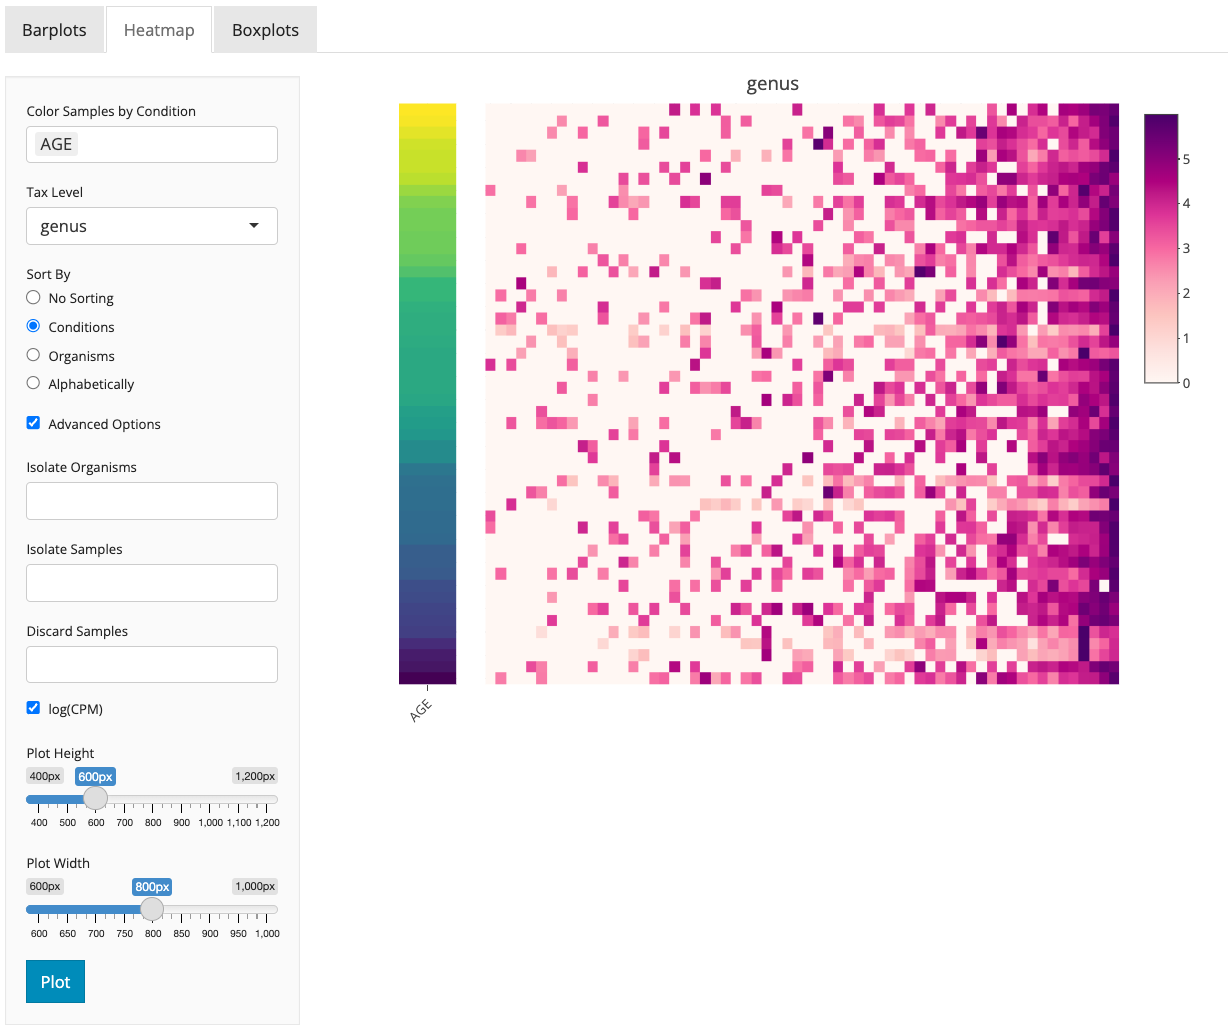 Barplots
Heatmap
Boxplots
Color Samples by Condition
AGE
Tax Level
genus
Sort By
No Sorting
Conditions
Organisms
Alphabetically
Advanced Options
Isolate Organisms
Isolate Samples
Discard Samples
log(CPM)
Plot Height
400px 600px 1,200px
400 500 600 700 800 900 1,000 1,100 1,200
Plot Width
600px 800px 1,000px
600 650 700 750 800 850 900 950 1,000
Plot
genus
AGE
5
4
3
2
1
0